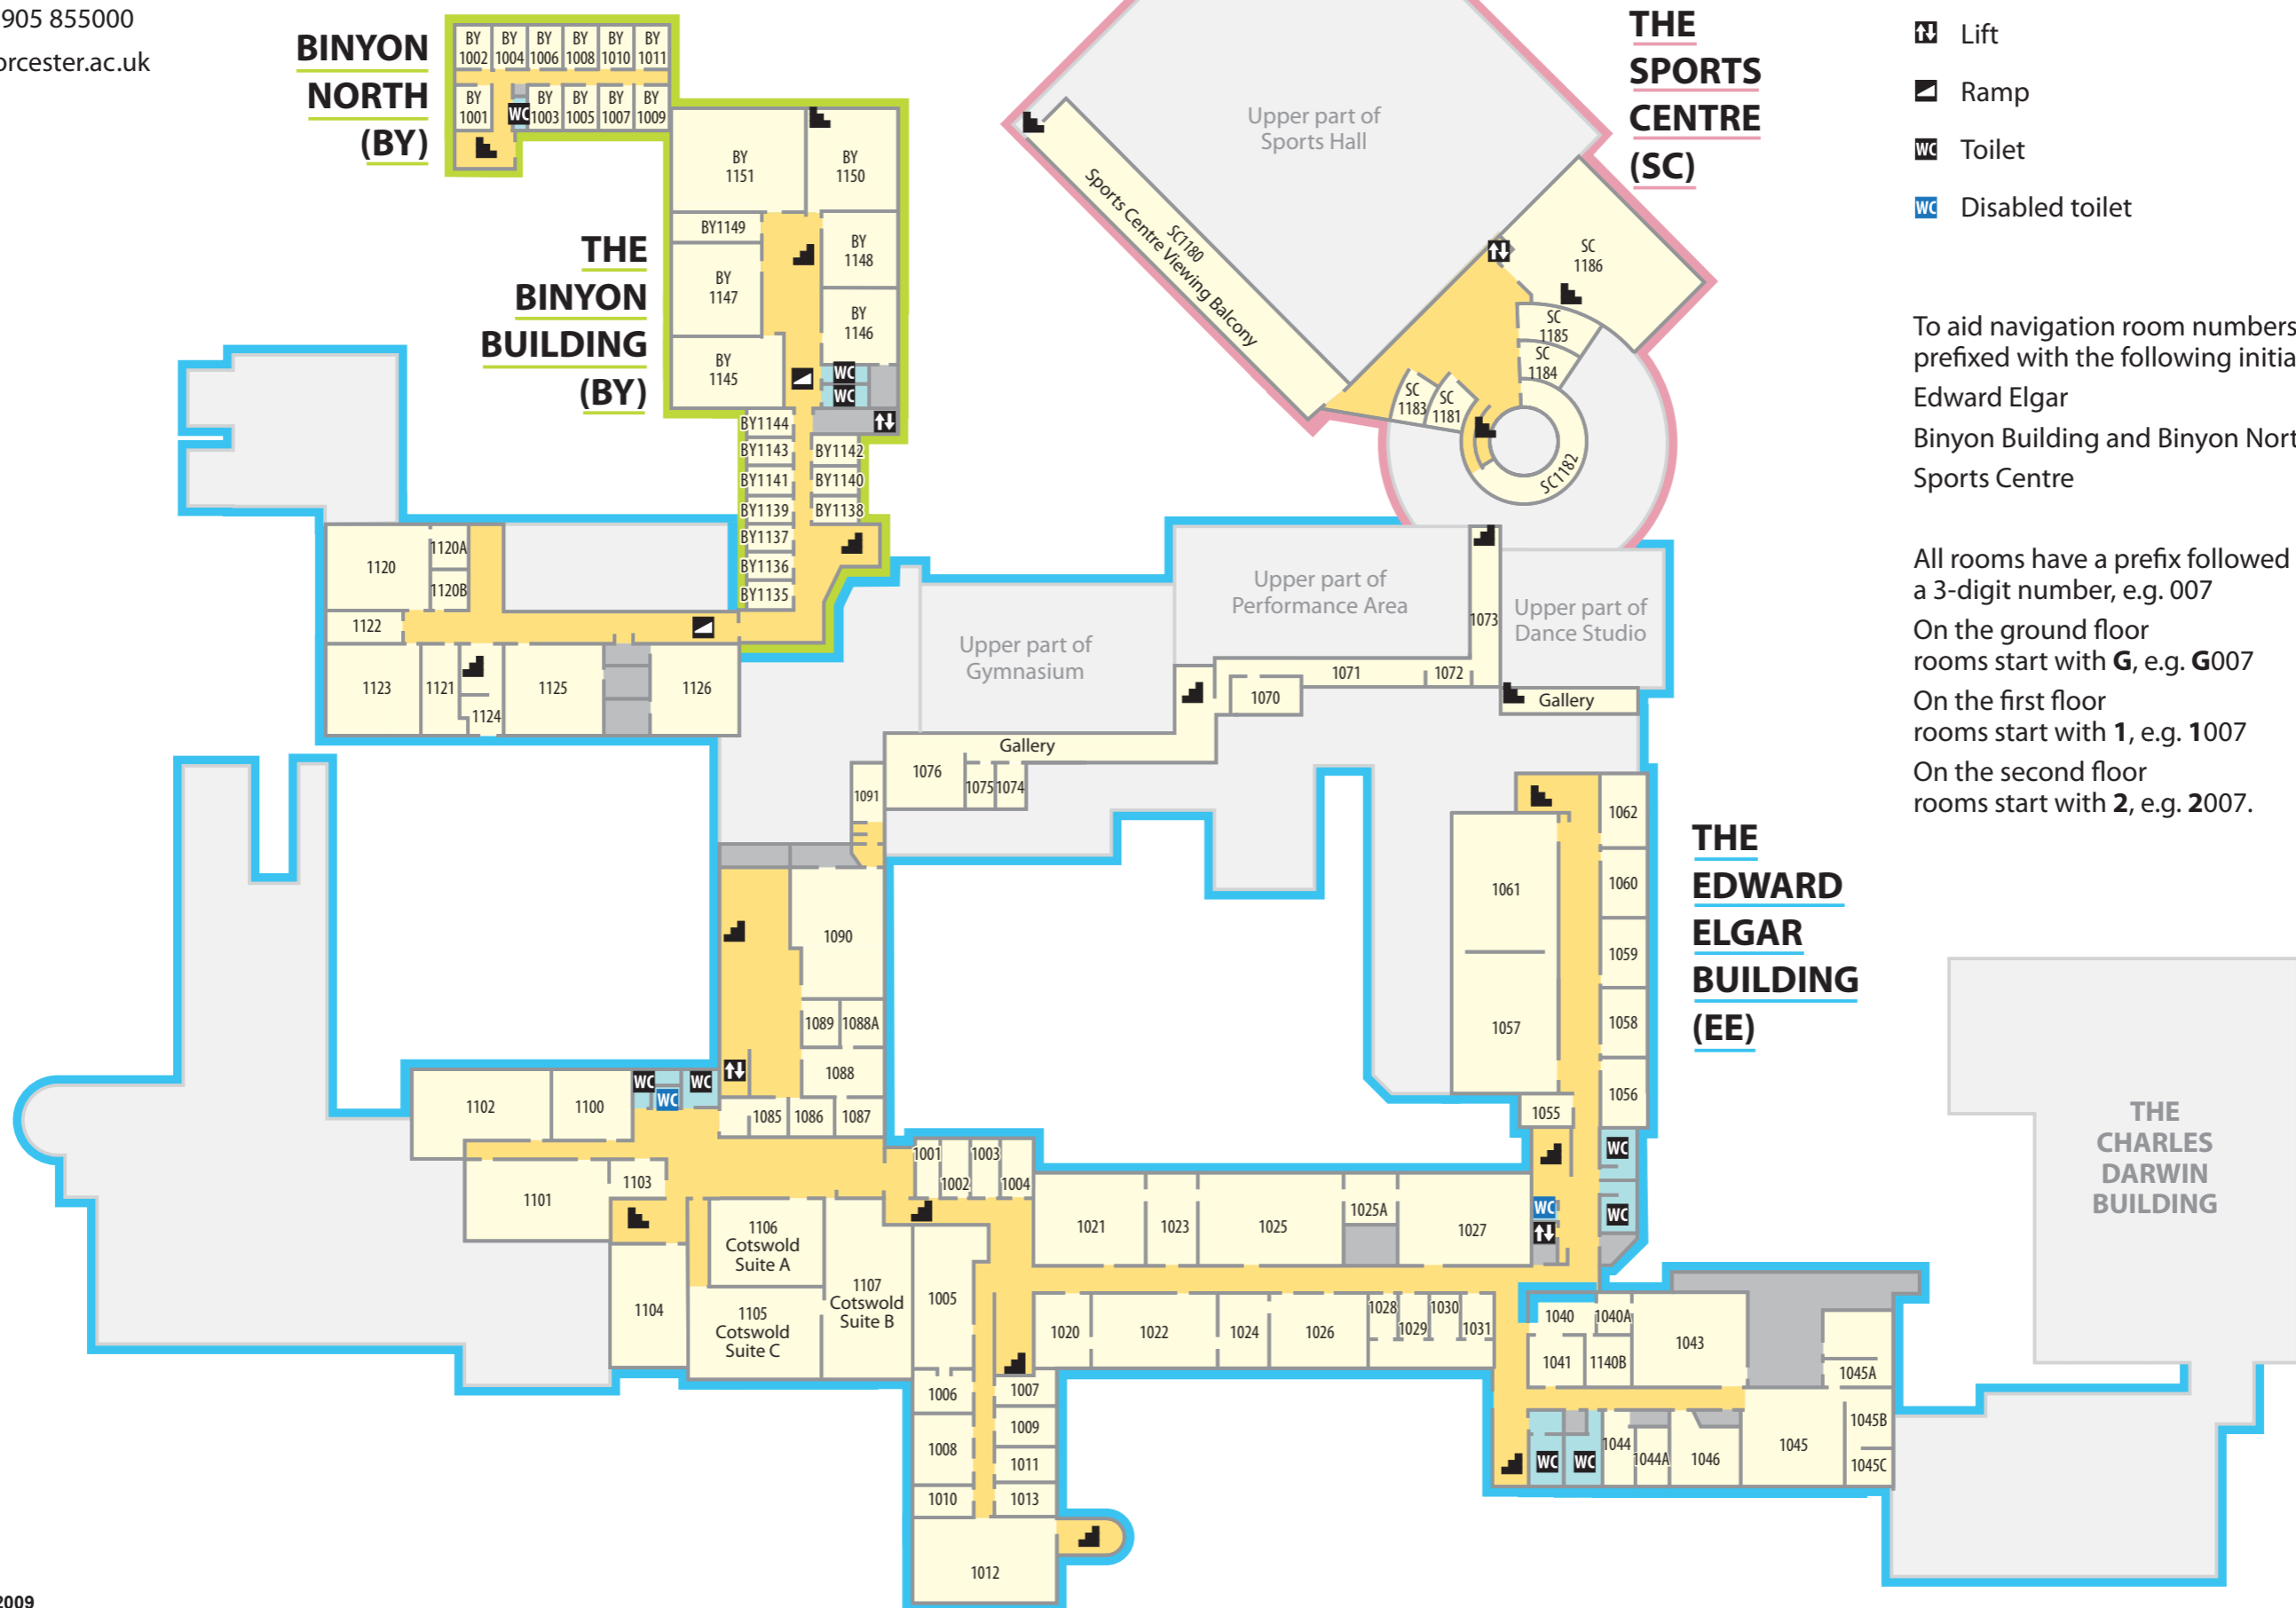 905 855000
orcester.ac.uk
BINYON
NORTH
(BY)
BY
1002
BY
1004
BY
1006
BY
1008
BY
1010
BY
1011
BY
1001
WC
BY
1003
BY
1005
BY
1007
BY
1009
THE
BINYON
BUILDING
(BY)
BY
1151
BY
1150
BY1149
BY
1148
BY
1147
BY
1146
BY
1145
WC
WC
BY1144
BY1143
BY1142
BY1141
BY1140
BY1139
BY1138
BY1137
BY1136
BY1135
THE
SPORTS
CENTRE
(SC)
Upper part of
Sports Hall
SC1180
Sports Centre Viewing Balcony
SC
1186
SC
1185
SC
1184
SC
1183
SC
1181
SC1182
Lift
Ramp
WC Toilet
WC Disabled toilet
To aid navigation room numbers
prefixed with the following initia
Edward Elgar
Binyon Building and Binyon Nort
Sports Centre
All rooms have a prefix followed
a 3-digit number, e.g. 007
On the ground floor
rooms start with G, e.g. G007
On the first floor
rooms start with 1, e.g. 1007
On the second floor
rooms start with 2, e.g. 2007.
1120
1120A
1120B
1122
1123
1121
1124
1125
1126
Upper part of
Gymnasium
Upper part of
Performance Area
Upper part of
Dance Studio
1073
1071
1072
1070
Gallery
Gallery
1076
1075
1074
1091
1090
1089
1088A
1088
1085
1086
1087
THE
EDWARD
ELGAR
BUILDING
(EE)
1062
1061
1060
1059
1058
1057
1056
1055
WC
WC
WC
THE
CHARLES
DARWIN
BUILDING
1102
1100
WC
WC
WC
1101
1103
1104
1106
Cotswold
Suite A
1105
Cotswold
Suite C
1107
Cotswold
Suite B
1001
1002
1003
1004
1005
1021
1023
1025
1025A
1027
1020
1022
1024
1026
1028
1029
1030
1031
1040
1040A
1041
1140B
1043
1045A
1045B
1045C
1045
1046
1044
1044A
WC
WC
1006
1007
1008
1009
1010
1011
1013
1012
2009